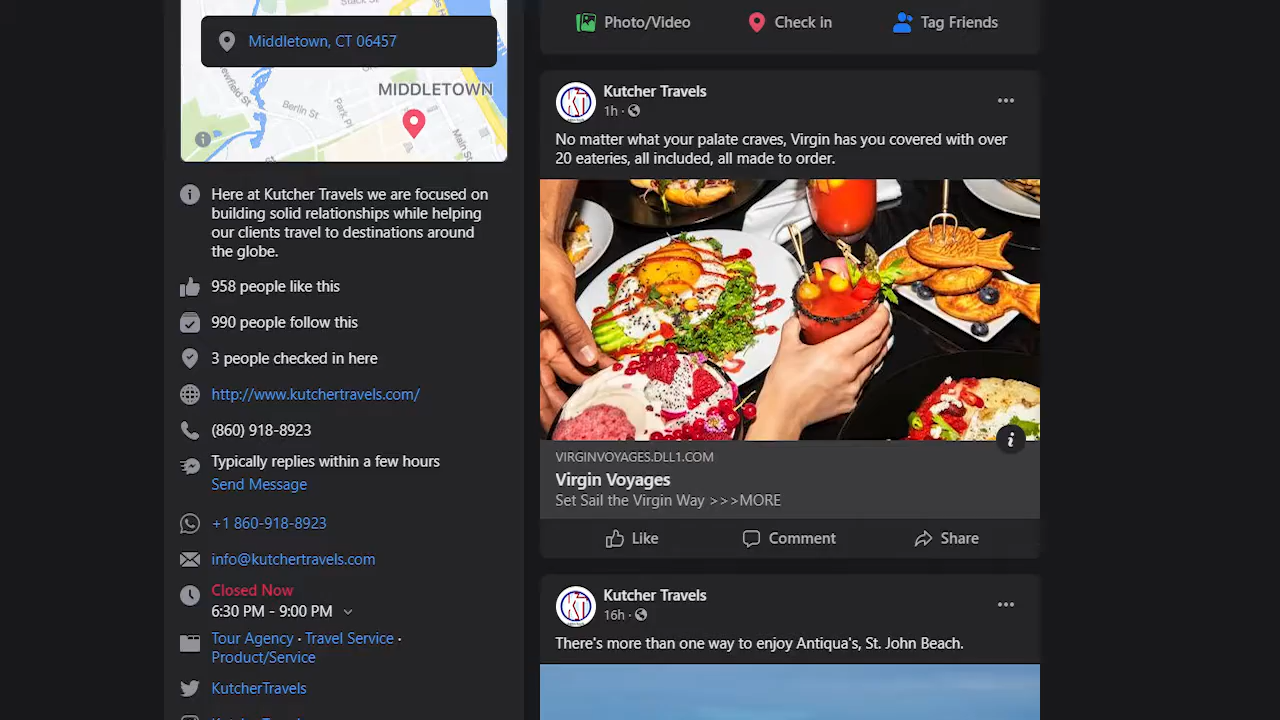 Middletown, CT 06457
MIDDLETOWN
Berlin St
Park Pl
Main St
Here at Kutcher Travels we are focused on
building solid relationships while helping
our clients travel to destinations around
the globe.
958 people like this
990 people follow this
3 people checked in here
http://www.kutchertravels.com/
(860) 918-8923
Typically replies within a few hours
Send Message
+1 860-918-8923
info@kutchertravels.com
Closed Now
6:30 PM - 9:00 PM
Tour Agency · Travel Service ·
Product/Service
KutcherTravels
Photo/Video
Check in
Tag Friends
Kutcher Travels
1h ·
No matter what your palate craves, Virgin has you covered with over
20 eateries, all included, all made to order.
VIRGINVOYAGES.DLL1.COM
Virgin Voyages
Set Sail the Virgin Way >>>MORE
Like
Comment
Share
Kutcher Travels
16h ·
There's more than one way to enjoy Antiqua's, St. John Beach.